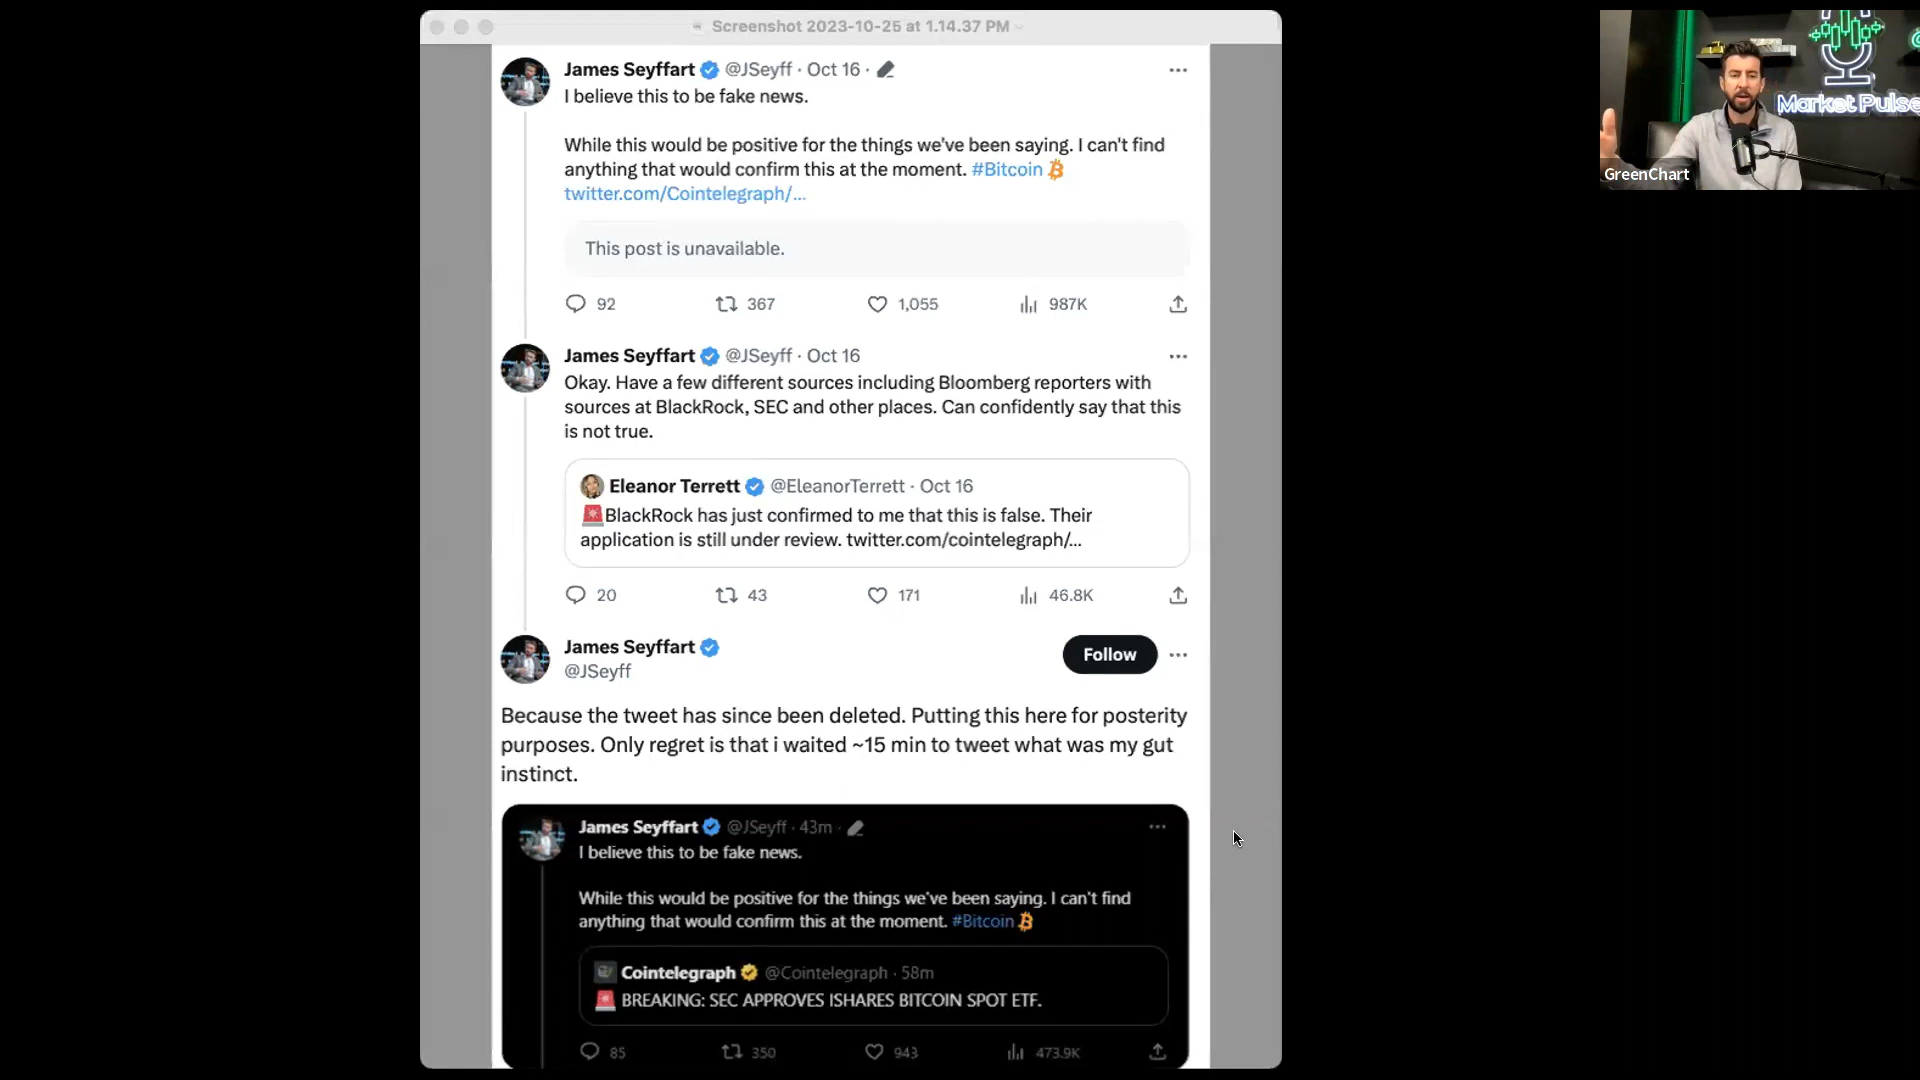 Screenshot 2023-10-25 at 1.14.37 PM
James Seyffart @JSeyff · Oct 16 ·
I believe this to be fake news.
While this would be positive for the things we've been saying. I can't find
anything that would confirm this at the moment. #Bitcoin
twitter.com/Cointelegraph/...
This post is unavailable.
92 367 1,055 987K
James Seyffart @JSeyff · Oct 16
Okay. Have a few different sources including Bloomberg reporters with
sources at BlackRock, SEC and other places. Can confidently say that this
is not true.
Eleanor Terrett @EleanorTerrett · Oct 16
🚨BlackRock has just confirmed to me that this is false. Their
application is still under review. twitter.com/cointelegraph/...
20 43 171 46.8K
James Seyffart
@JSeyff
Follow
Because the tweet has since been deleted. Putting this here for posterity
purposes. Only regret is that i waited ~15 min to tweet what was my gut
instinct.
James Seyffart @JSeyff · 43m ·
I believe this to be fake news.
While this would be positive for the things we've been saying. I can't find
anything that would confirm this at the moment. #Bitcoin
Cointelegraph @Cointelegraph · 58m
🚨 BREAKING: SEC APPROVES ISHARES BITCOIN SPOT ETF.
85 350 943 473.9K
Market Pulse
GreenChart